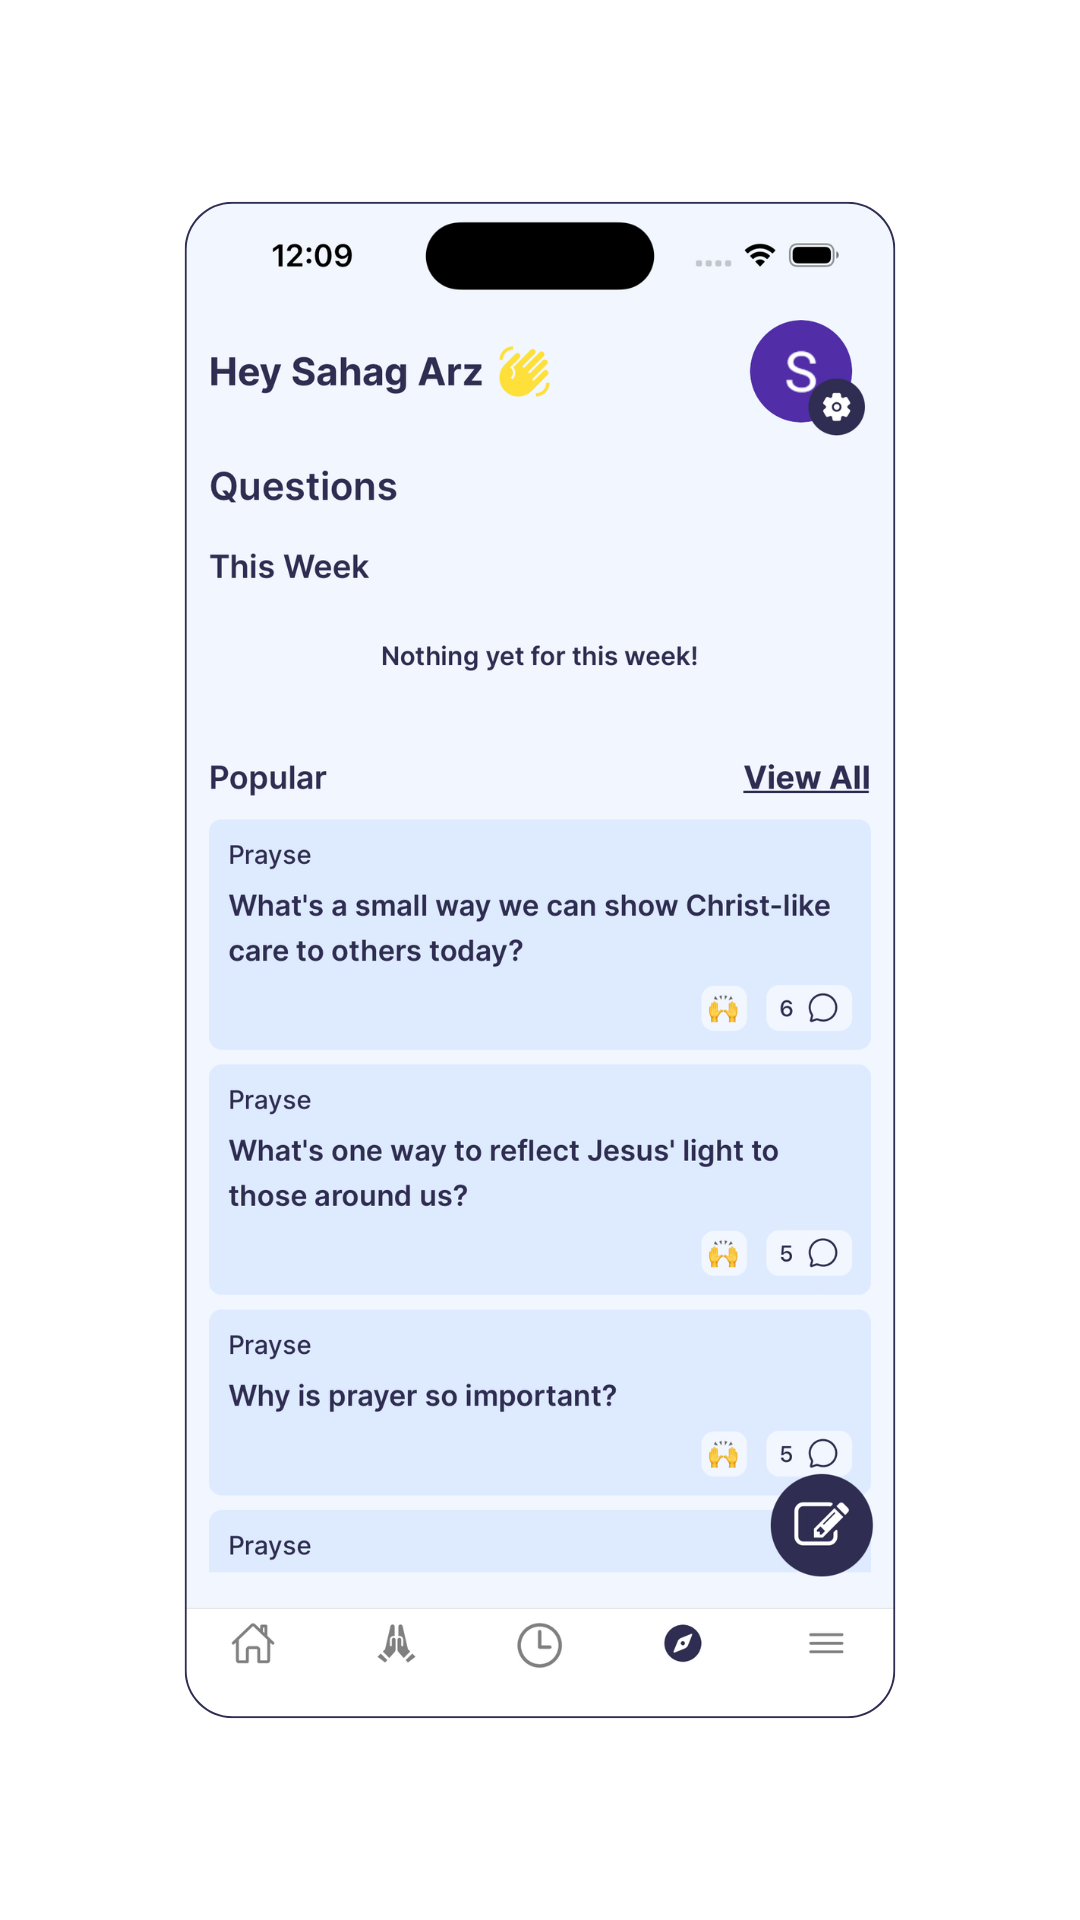 12:09
Hey Sahag Arz 👋
S
Questions
This Week
Nothing yet for this week!
Popular
View All
Prayse
What's a small way we can show Christ-like
care to others today?
🙌 6
Prayse
What's one way to reflect Jesus' light to
those around us?
🙌 5
Prayse
Why is prayer so important?
🙌 5
Prayse